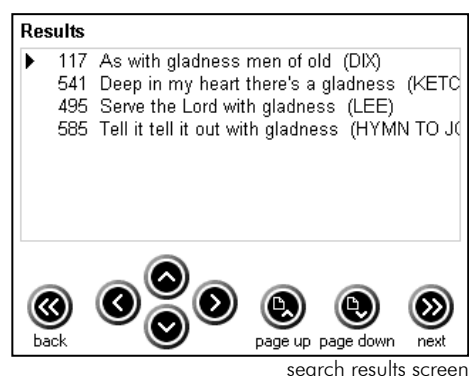 Results
117 As with gladness men of old (DIX)
541 Deep in my heart there's a gladness (KETC
495 Serve the Lord with gladness (LEE)
585 Tell it tell it out with gladness (HYMN TO JO
back page up page down next
search results screen